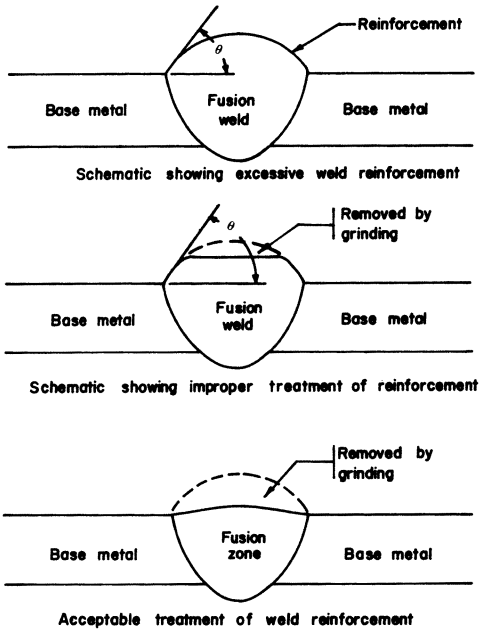 Reinforcement
θ
Base metal
Fusion
weld
Base metal
Schematic showing excessive weld reinforcement
Removed by
grinding
θ
Base metal
Fusion
weld
Base metal
Schematic showing improper treatment of reinforcement
Removed by
grinding
Base metal
Fusion
zone
Base metal
Acceptable treatment of weld reinforcement